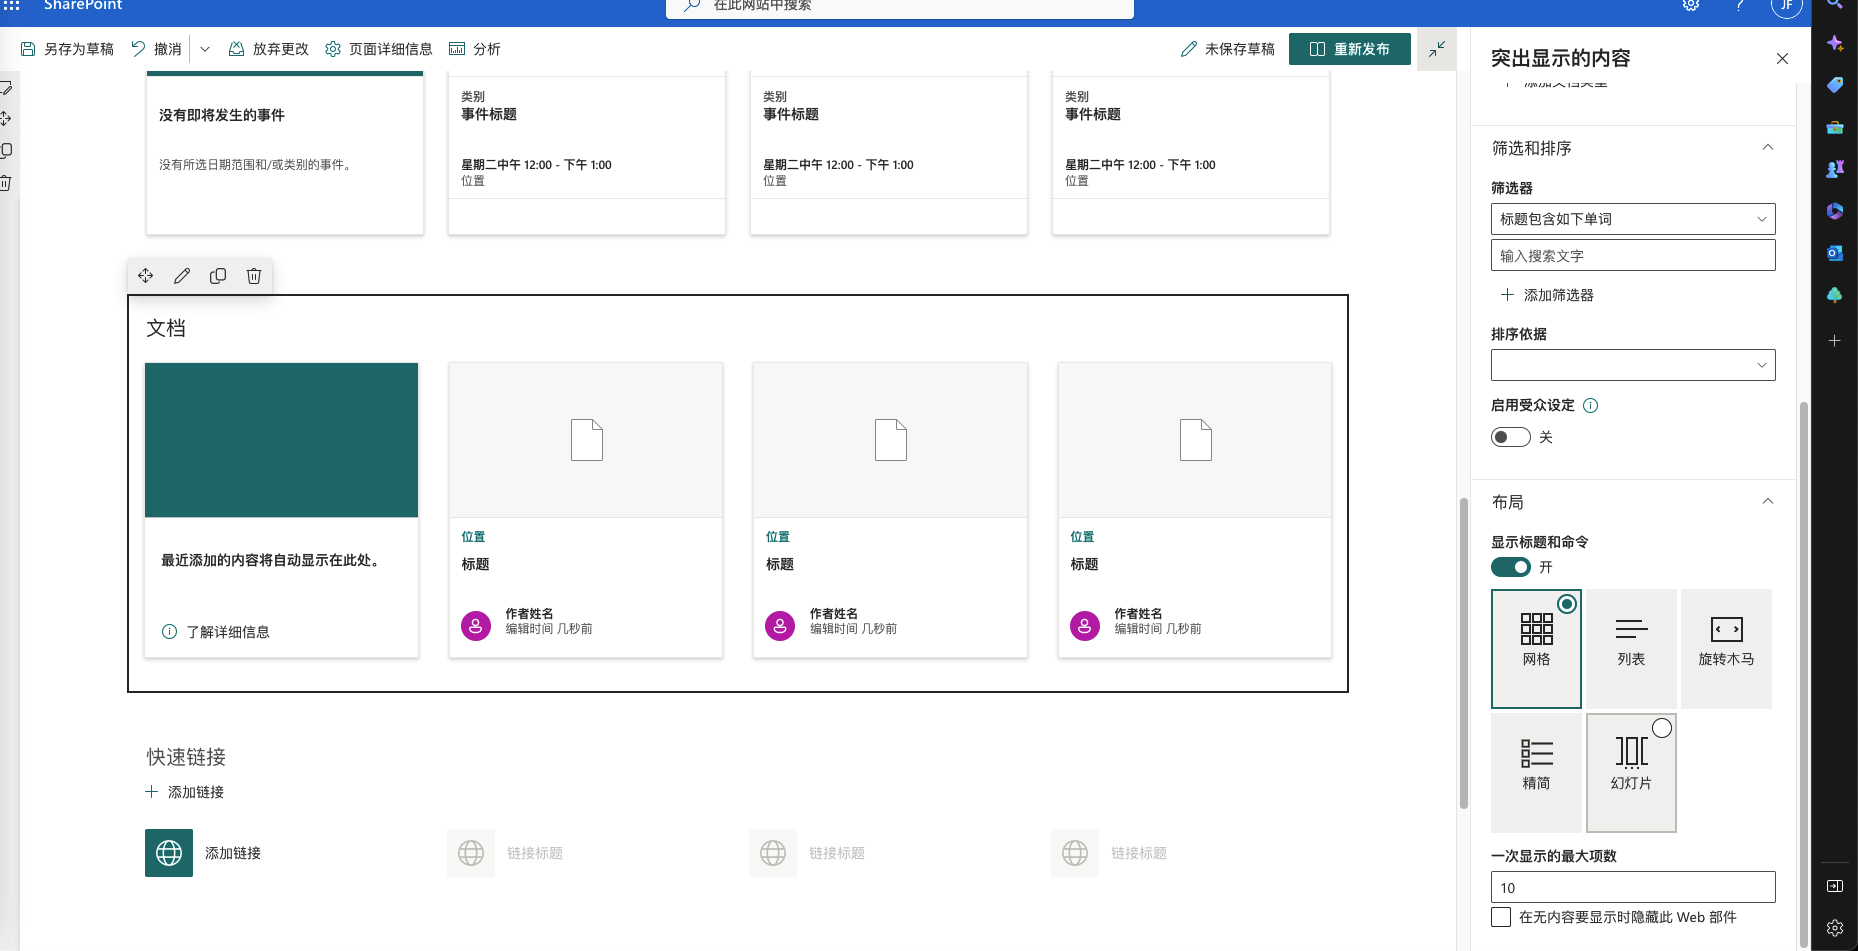 SharePoint
在此网站中搜索
?
JF
另存为草稿
撤消
放弃更改
页面详细信息
分析
未保存草稿
重新发布
没有即将发生的事件
没有所选日期范围和/或类别的事件。
类别
事件标题
星期二中午 12:00 - 下午 1:00
位置
类别
事件标题
星期二中午 12:00 - 下午 1:00
位置
类别
事件标题
星期二中午 12:00 - 下午 1:00
位置
文档
最近添加的内容将自动显示在此处。
了解详细信息
位置
标题
作者姓名
编辑时间 几秒前
位置
标题
作者姓名
编辑时间 几秒前
位置
标题
作者姓名
编辑时间 几秒前
快速链接
添加链接
添加链接
链接标题
链接标题
链接标题
突出显示的内容
添加文档类型
筛选和排序
筛选器
标题包含如下单词
输入搜索文字
添加筛选器
排序依据
启用受众设定
关
布局
显示标题和命令
开
网格
列表
旋转木马
精简
幻灯片
一次显示的最大项数
10
在无内容要显示时隐藏此 Web 部件